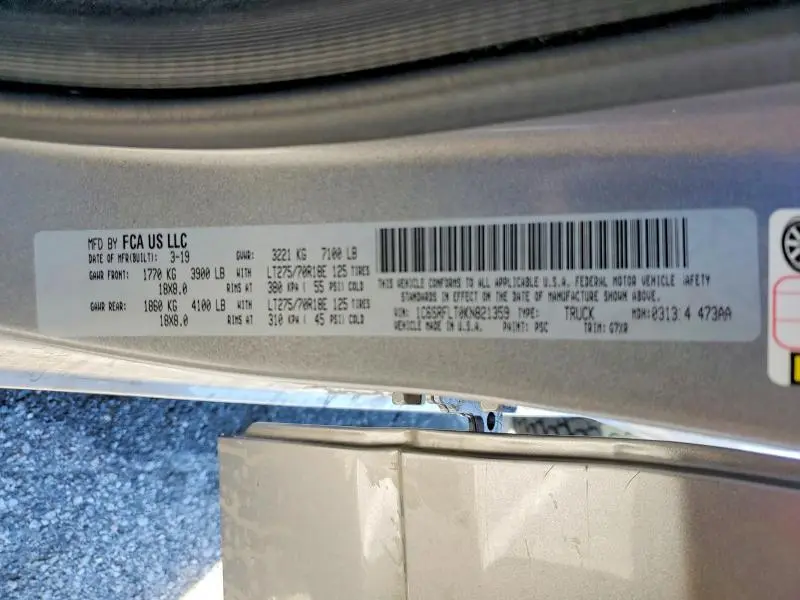 MFD BY FCA US LLC
DATE OF MFR(BUILT): 3-19 GVWR: 3221 KG 7100 LB
GAWR FRONT: 1770 KG 3900 LB WITH LT275/70R18E 125 TIRES
18X8.0 RIMS AT 380 KPA ( 55 PSI) COLD
GAWR REAR: 1860 KG 4100 LB WITH LT275/70R18E 125 TIRES
18X8.0 RIMS AT 310 KPA ( 45 PSI) COLD
THIS VEHICLE CONFORMS TO ALL APPLICABLE U.S.A. FEDERAL MOTOR VEHICLE SAFETY
STANDARDS IN EFFECT ON THE DATE OF MANUFACTURE SHOWN ABOVE.
VIN: 1C6SRFLT0KN821359 TYPE: TRUCK MDH: 473AA
VEHICLE MADE IN U.S.A. PAINT: PSC TRIM: G7XR